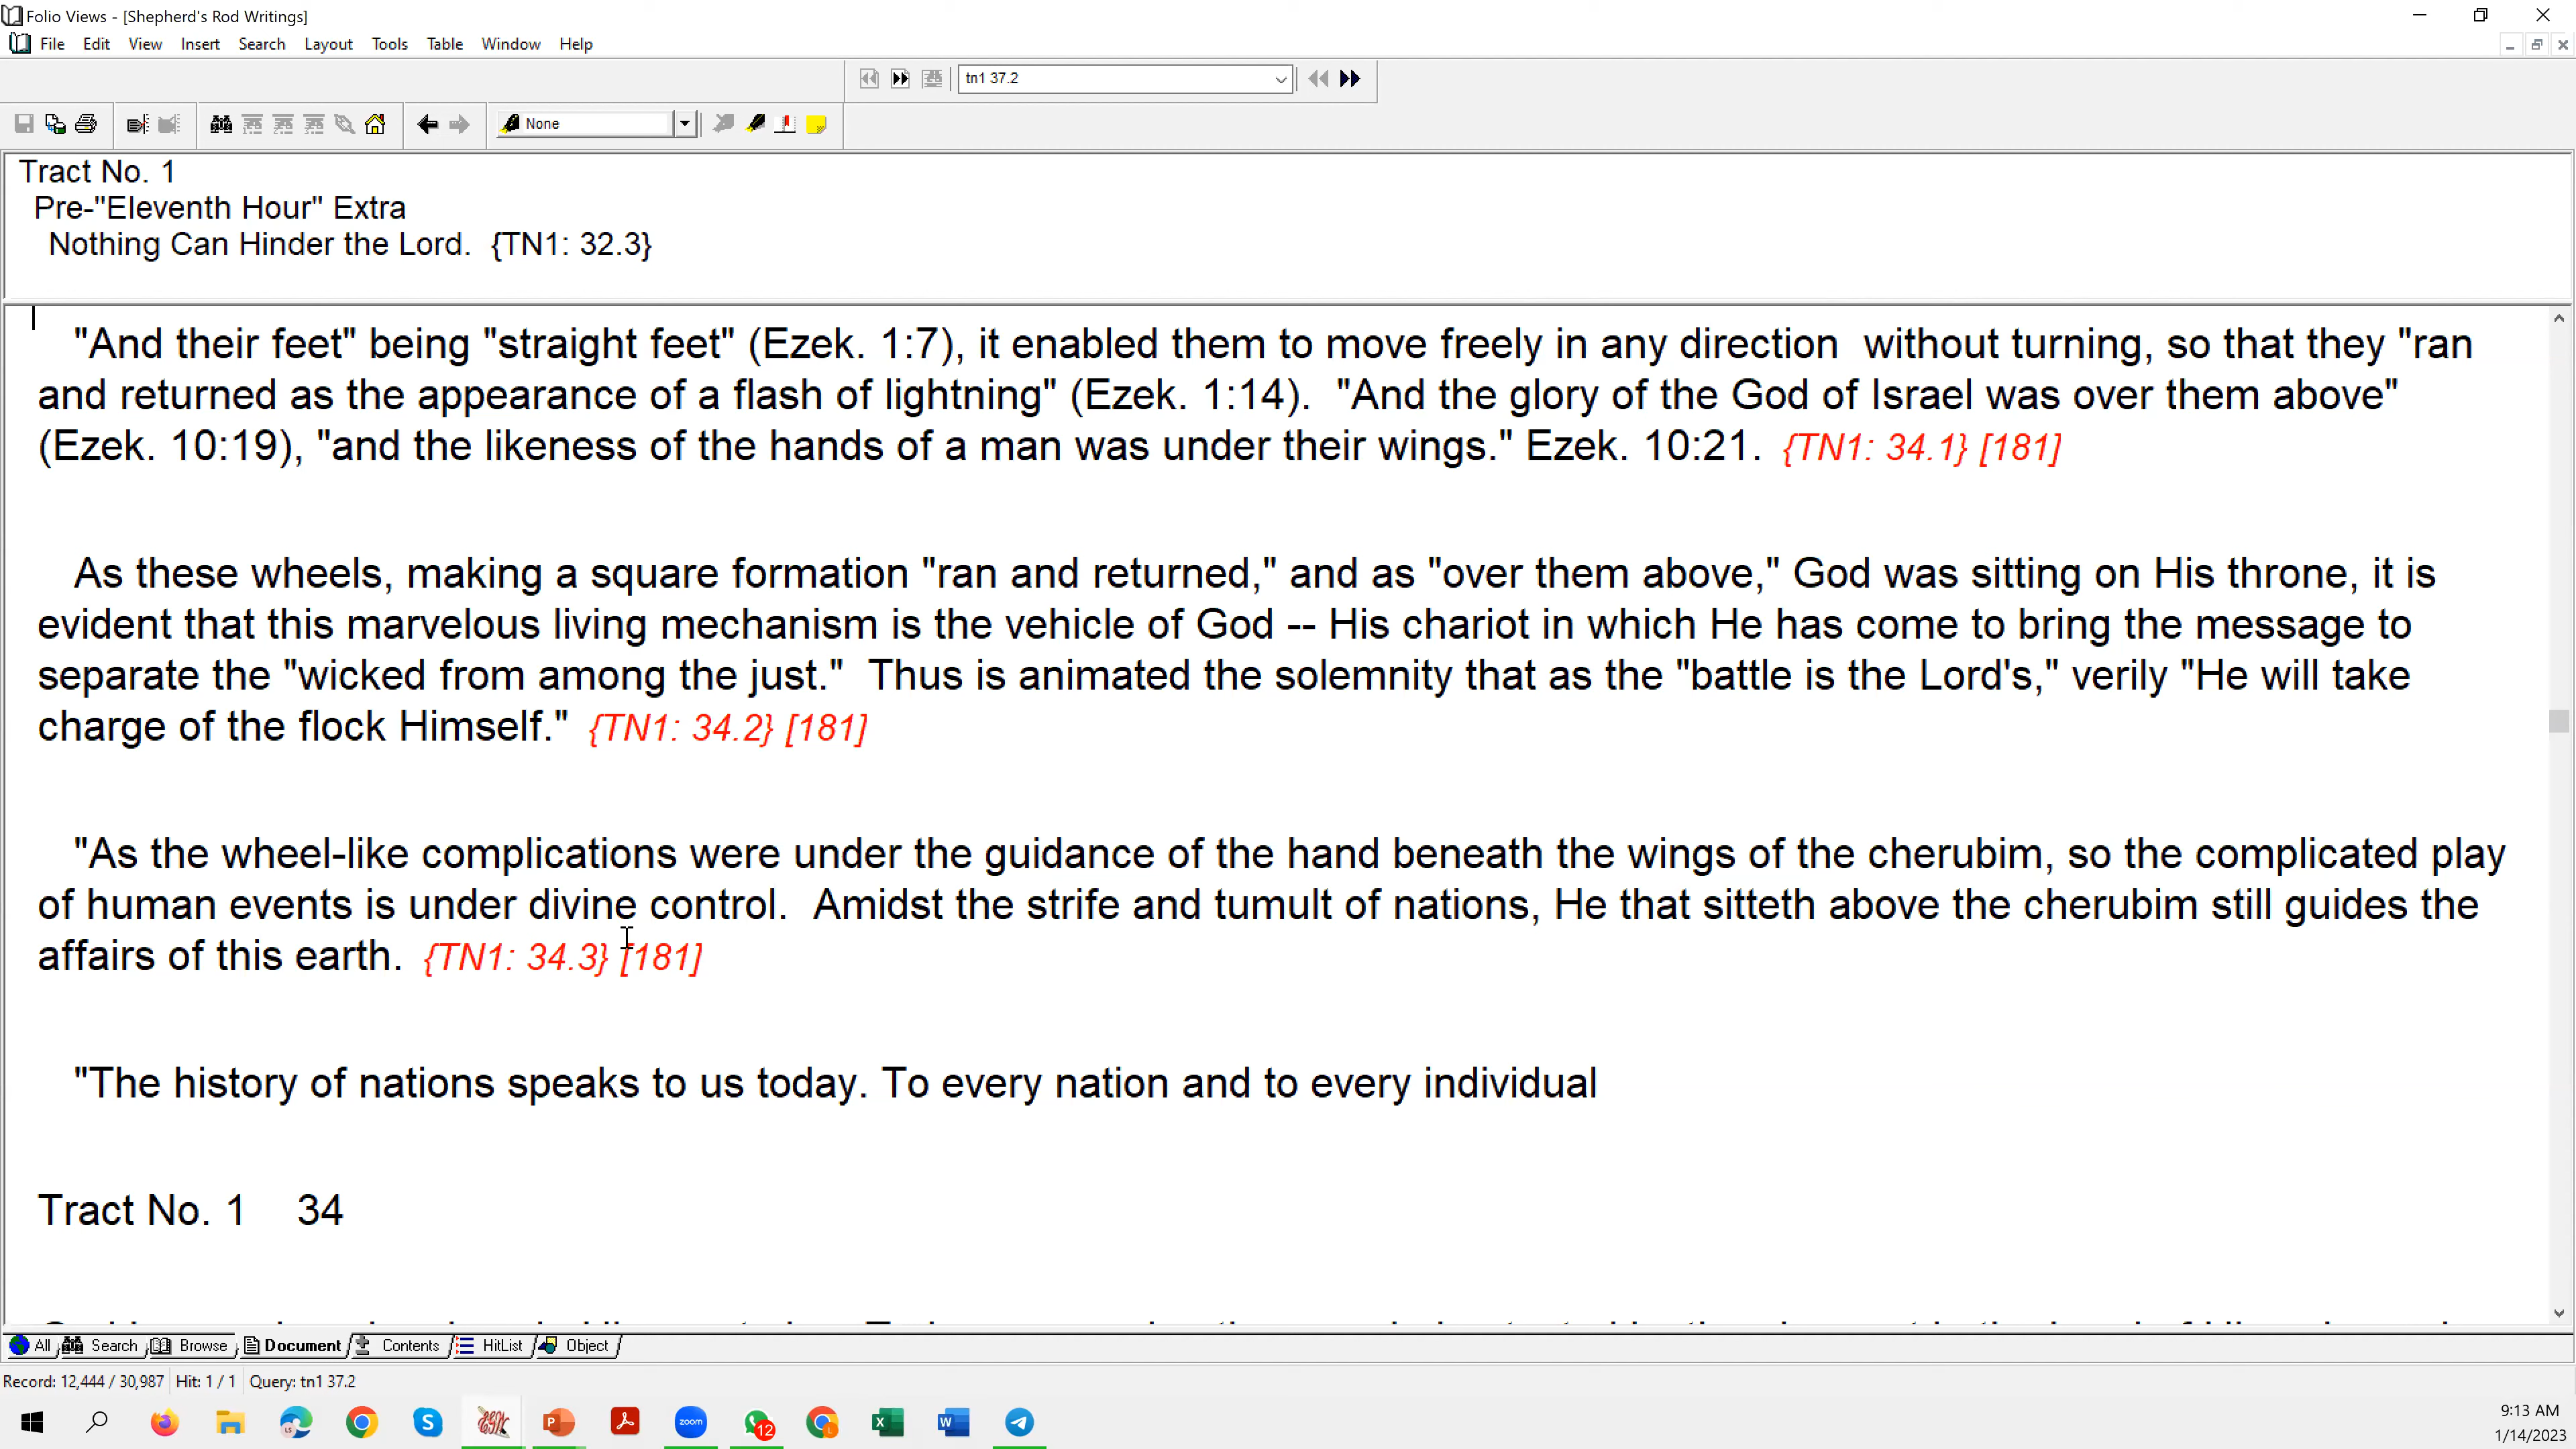 Folio Views - [Shepherd's Rod Writings]
File Edit View Insert Search Layout Tools Table Window Help
tn1 37.2
None
Tract No. 1
Pre-"Eleventh Hour" Extra
Nothing Can Hinder the Lord. {TN1: 32.3}
"And their feet" being "straight feet" (Ezek. 1:7), it enabled them to move freely in any direction without turning, so that they "ran
and returned as the appearance of a flash of lightning" (Ezek. 1:14). "And the glory of the God of Israel was over them above"
(Ezek. 10:19), "and the likeness of the hands of a man was under their wings." Ezek. 10:21. {TN1: 34.1} [181]
As these wheels, making a square formation "ran and returned," and as "over them above," God was sitting on His throne, it is
evident that this marvelous living mechanism is the vehicle of God -- His chariot in which He has come to bring the message to
separate the "wicked from among the just." Thus is animated the solemnity that as the "battle is the Lord's," verily "He will take
charge of the flock Himself." {TN1: 34.2} [181]
"As the wheel-like complications were under the guidance of the hand beneath the wings of the cherubim, so the complicated play
of human events is under divine control. Amidst the strife and tumult of nations, He that sitteth above the cherubim still guides the
affairs of this earth. {TN1: 34.3} [181]
"The history of nations speaks to us today. To every nation and to every individual
Tract No. 1 34
All Search Browse Document Contents HitList Object
Record: 12,444 / 30,987 Hit: 1 / 1 Query: tn1 37.2
zoom 12
9:13 AM
1/14/2023